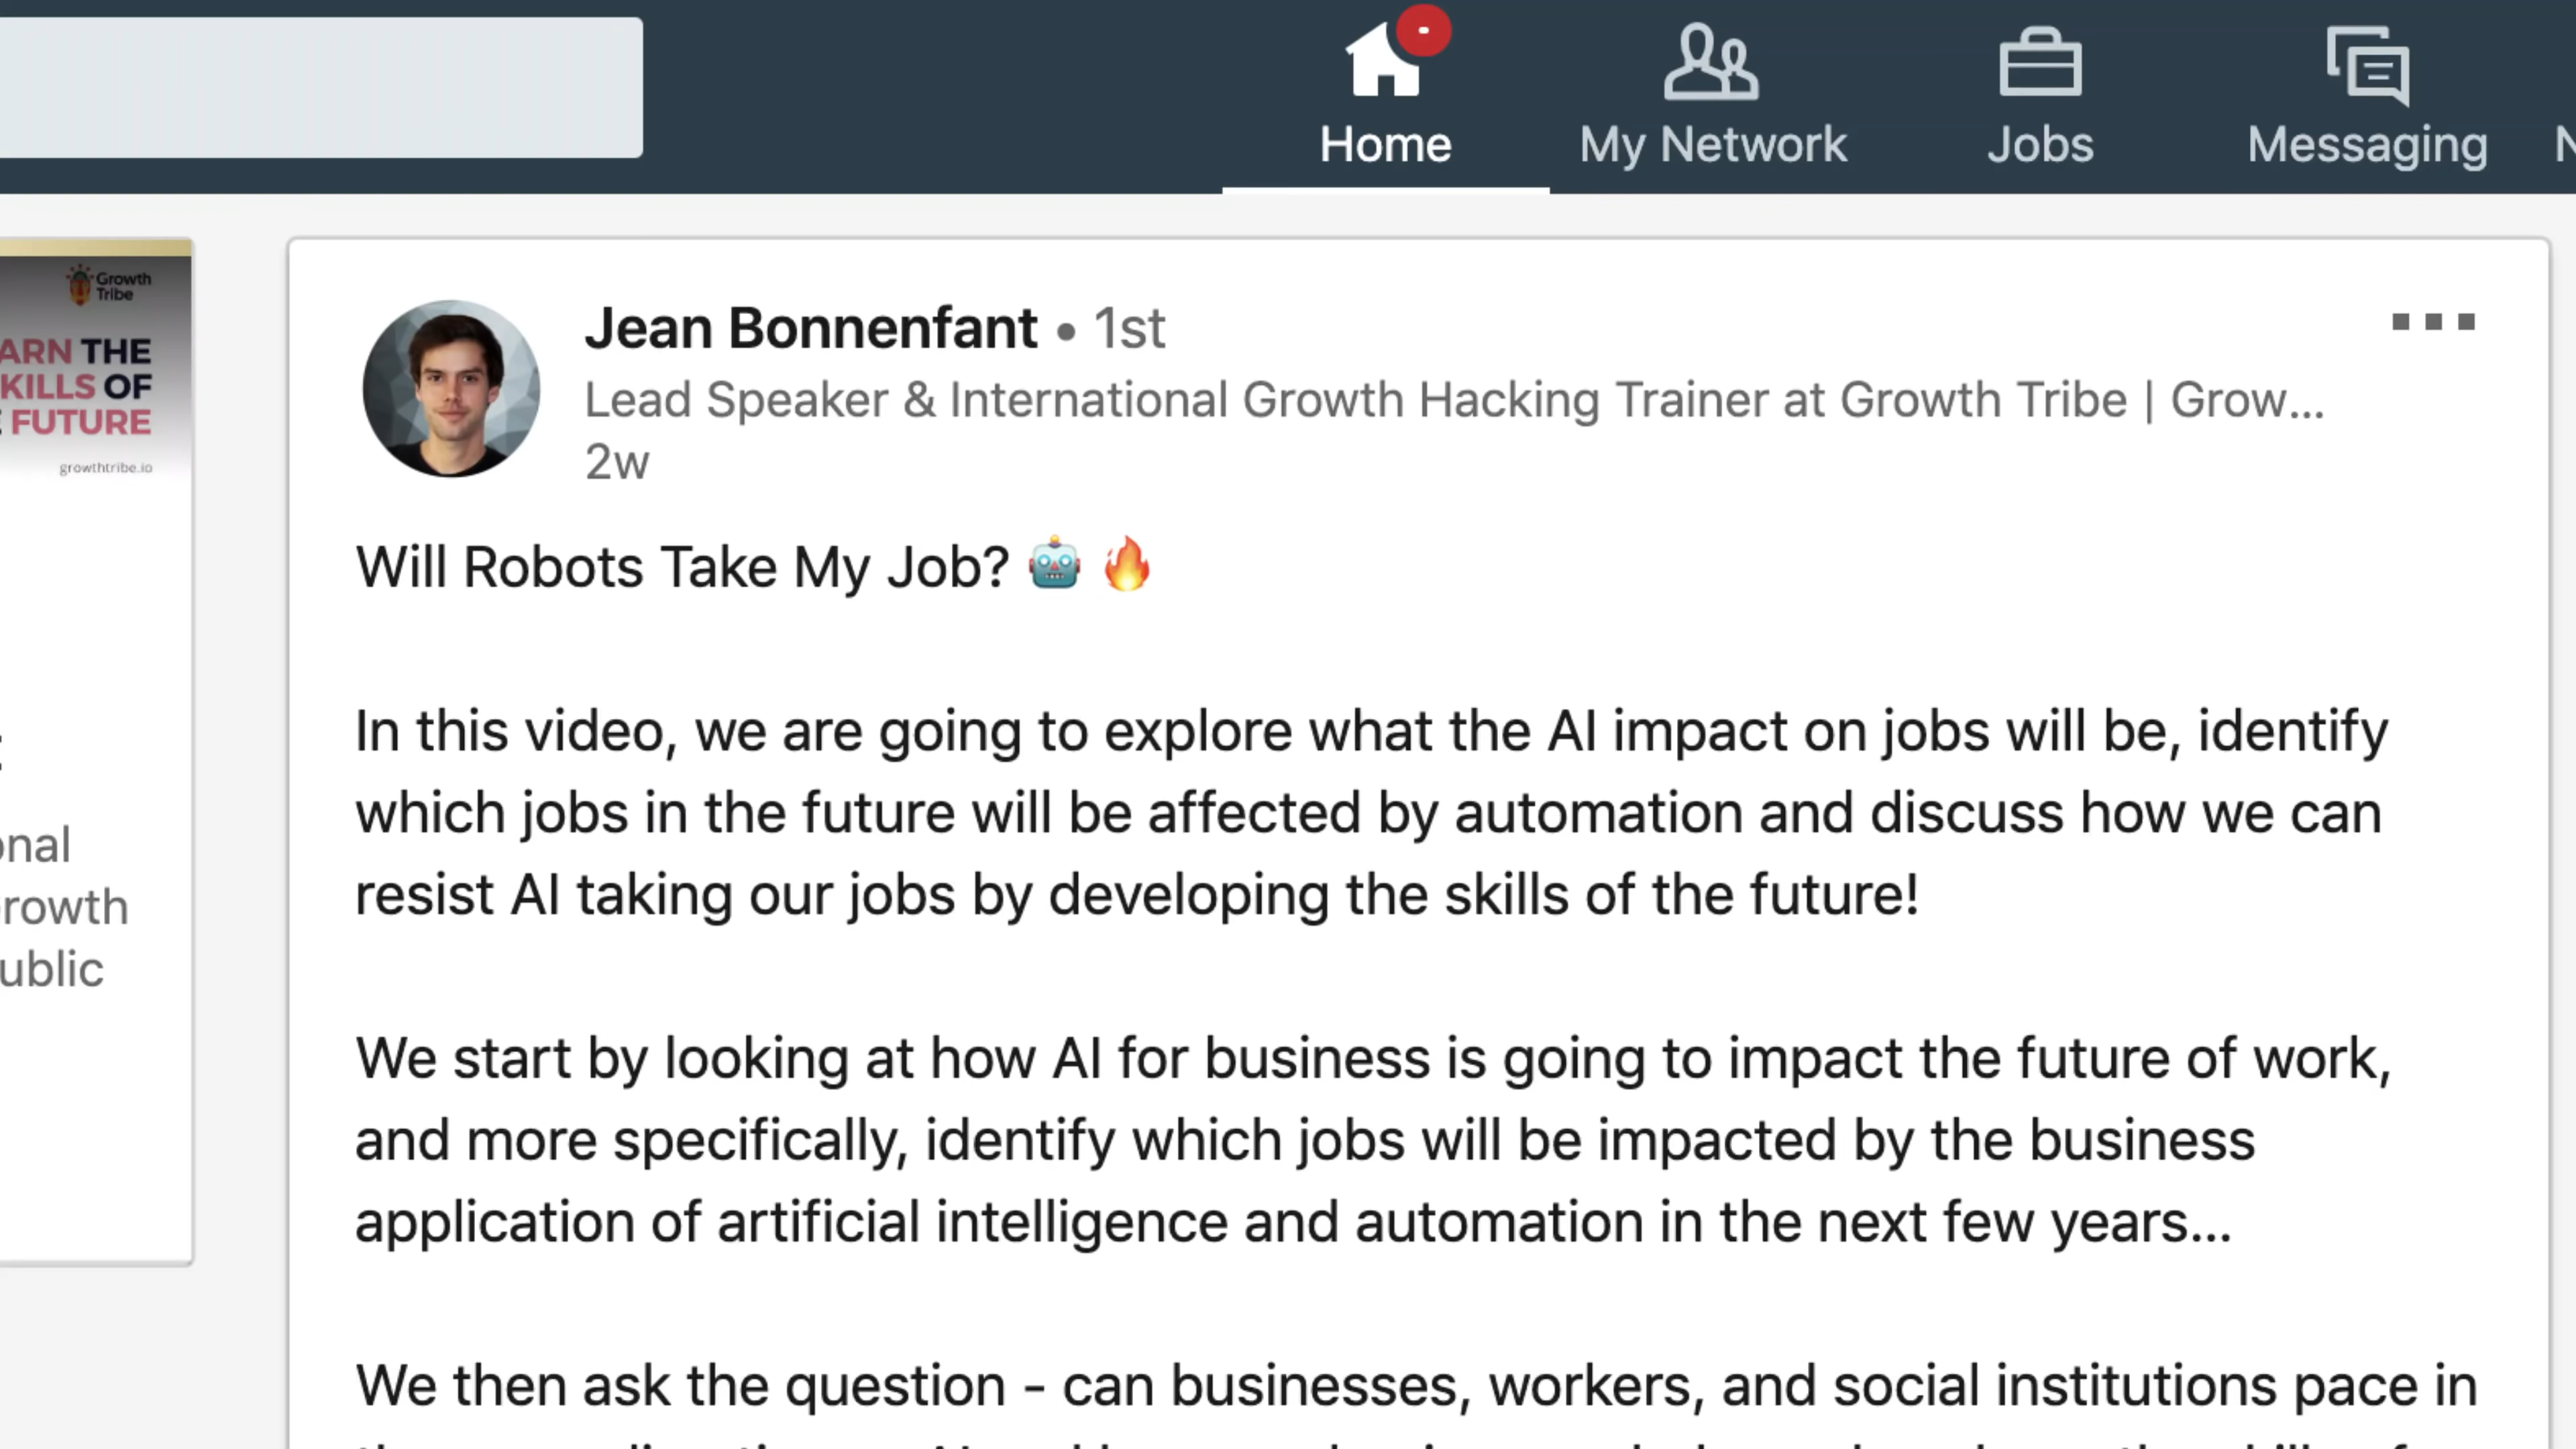 Home
My Network
Jobs
Messaging
Growth
Tribe
ARN THE
KILLS OF
FUTURE
growthtribe.io
onal
rowth
ublic
Jean Bonnenfant • 1st
Lead Speaker & International Growth Hacking Trainer at Growth Tribe | Grow...
2w
Will Robots Take My Job? 🤖 🔥
In this video, we are going to explore what the AI impact on jobs will be, identify
which jobs in the future will be affected by automation and discuss how we can
resist AI taking our jobs by developing the skills of the future!
We start by looking at how AI for business is going to impact the future of work,
and more specifically, identify which jobs will be impacted by the business
application of artificial intelligence and automation in the next few years...
We then ask the question - can businesses, workers, and social institutions pace in